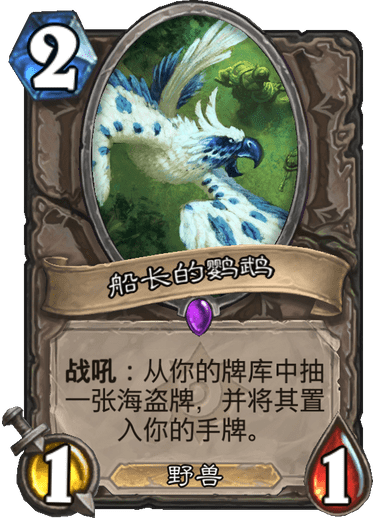 2
船长的鹦鹉
战吼：从你的牌库中抽
一张海盗牌，并将其置
入你的手牌。
1
野兽
1